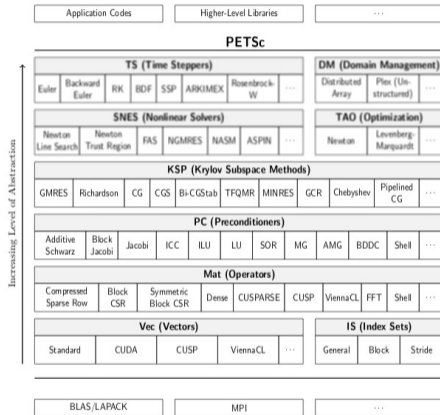 Application Codes Higher-Level Libraries ...
PETSc
TS (Time Steppers) DM (Domain Management)
Euler Backward Euler RK BDF SSP ARKIMEX Rosenbrock-W ... Distributed Array Plex (Unstructured) ...
SNES (Nonlinear Solvers) TAO (Optimization)
Newton Line Search Newton Trust Region FAS NGMRES NASM ASPIN ... Newton Levenberg-Marquardt ...
KSP (Krylov Subspace Methods)
GMRES Richardson CG CGS Bi-CGStab TFQMR MINRES GCR Chebyshev Pipelined CG ...
PC (Preconditioners)
Additive Schwarz Block Jacobi Jacobi ICC ILU LU SOR MG AMG BDDC Shell ...
Mat (Operators)
Compressed Sparse Row Block CSR Symmetric Block CSR Dense CUSPARSE CUSP ViennaCL FFT Shell ...
Vec (Vectors) IS (Index Sets)
Standard CUDA CUSP ViennaCL ... General Block Stride
BLAS/LAPACK MPI ...
Increasing Level of Abstraction